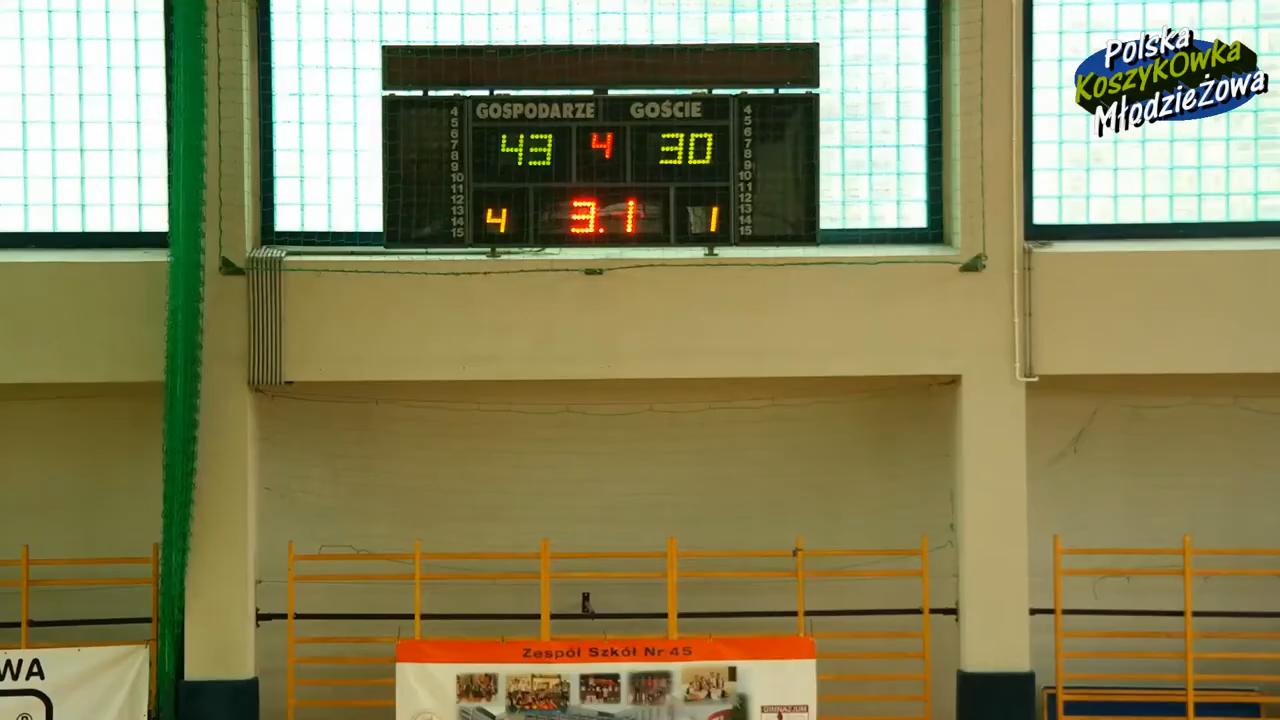 Polska
Koszykówka
Młodzieżowa
GOSPODARZE GOŚCIE
43 4 30
4 3.1 1
4 4
5 5
6 6
7 7
8 8
9 9
10 10
11 11
12 12
13 13
14 14
15 15
WA
Zespół Szkół Nr 45
GIMNAZJUM